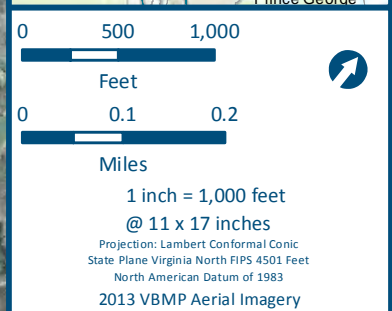 Prince George
0 500 1,000
Feet
0 0.1 0.2
Miles
1 inch = 1,000 feet
@ 11 x 17 inches
Projection: Lambert Conformal Conic
State Plane Virginia North FIPS 4501 Feet
North American Datum of 1983
2013 VBMP Aerial Imagery